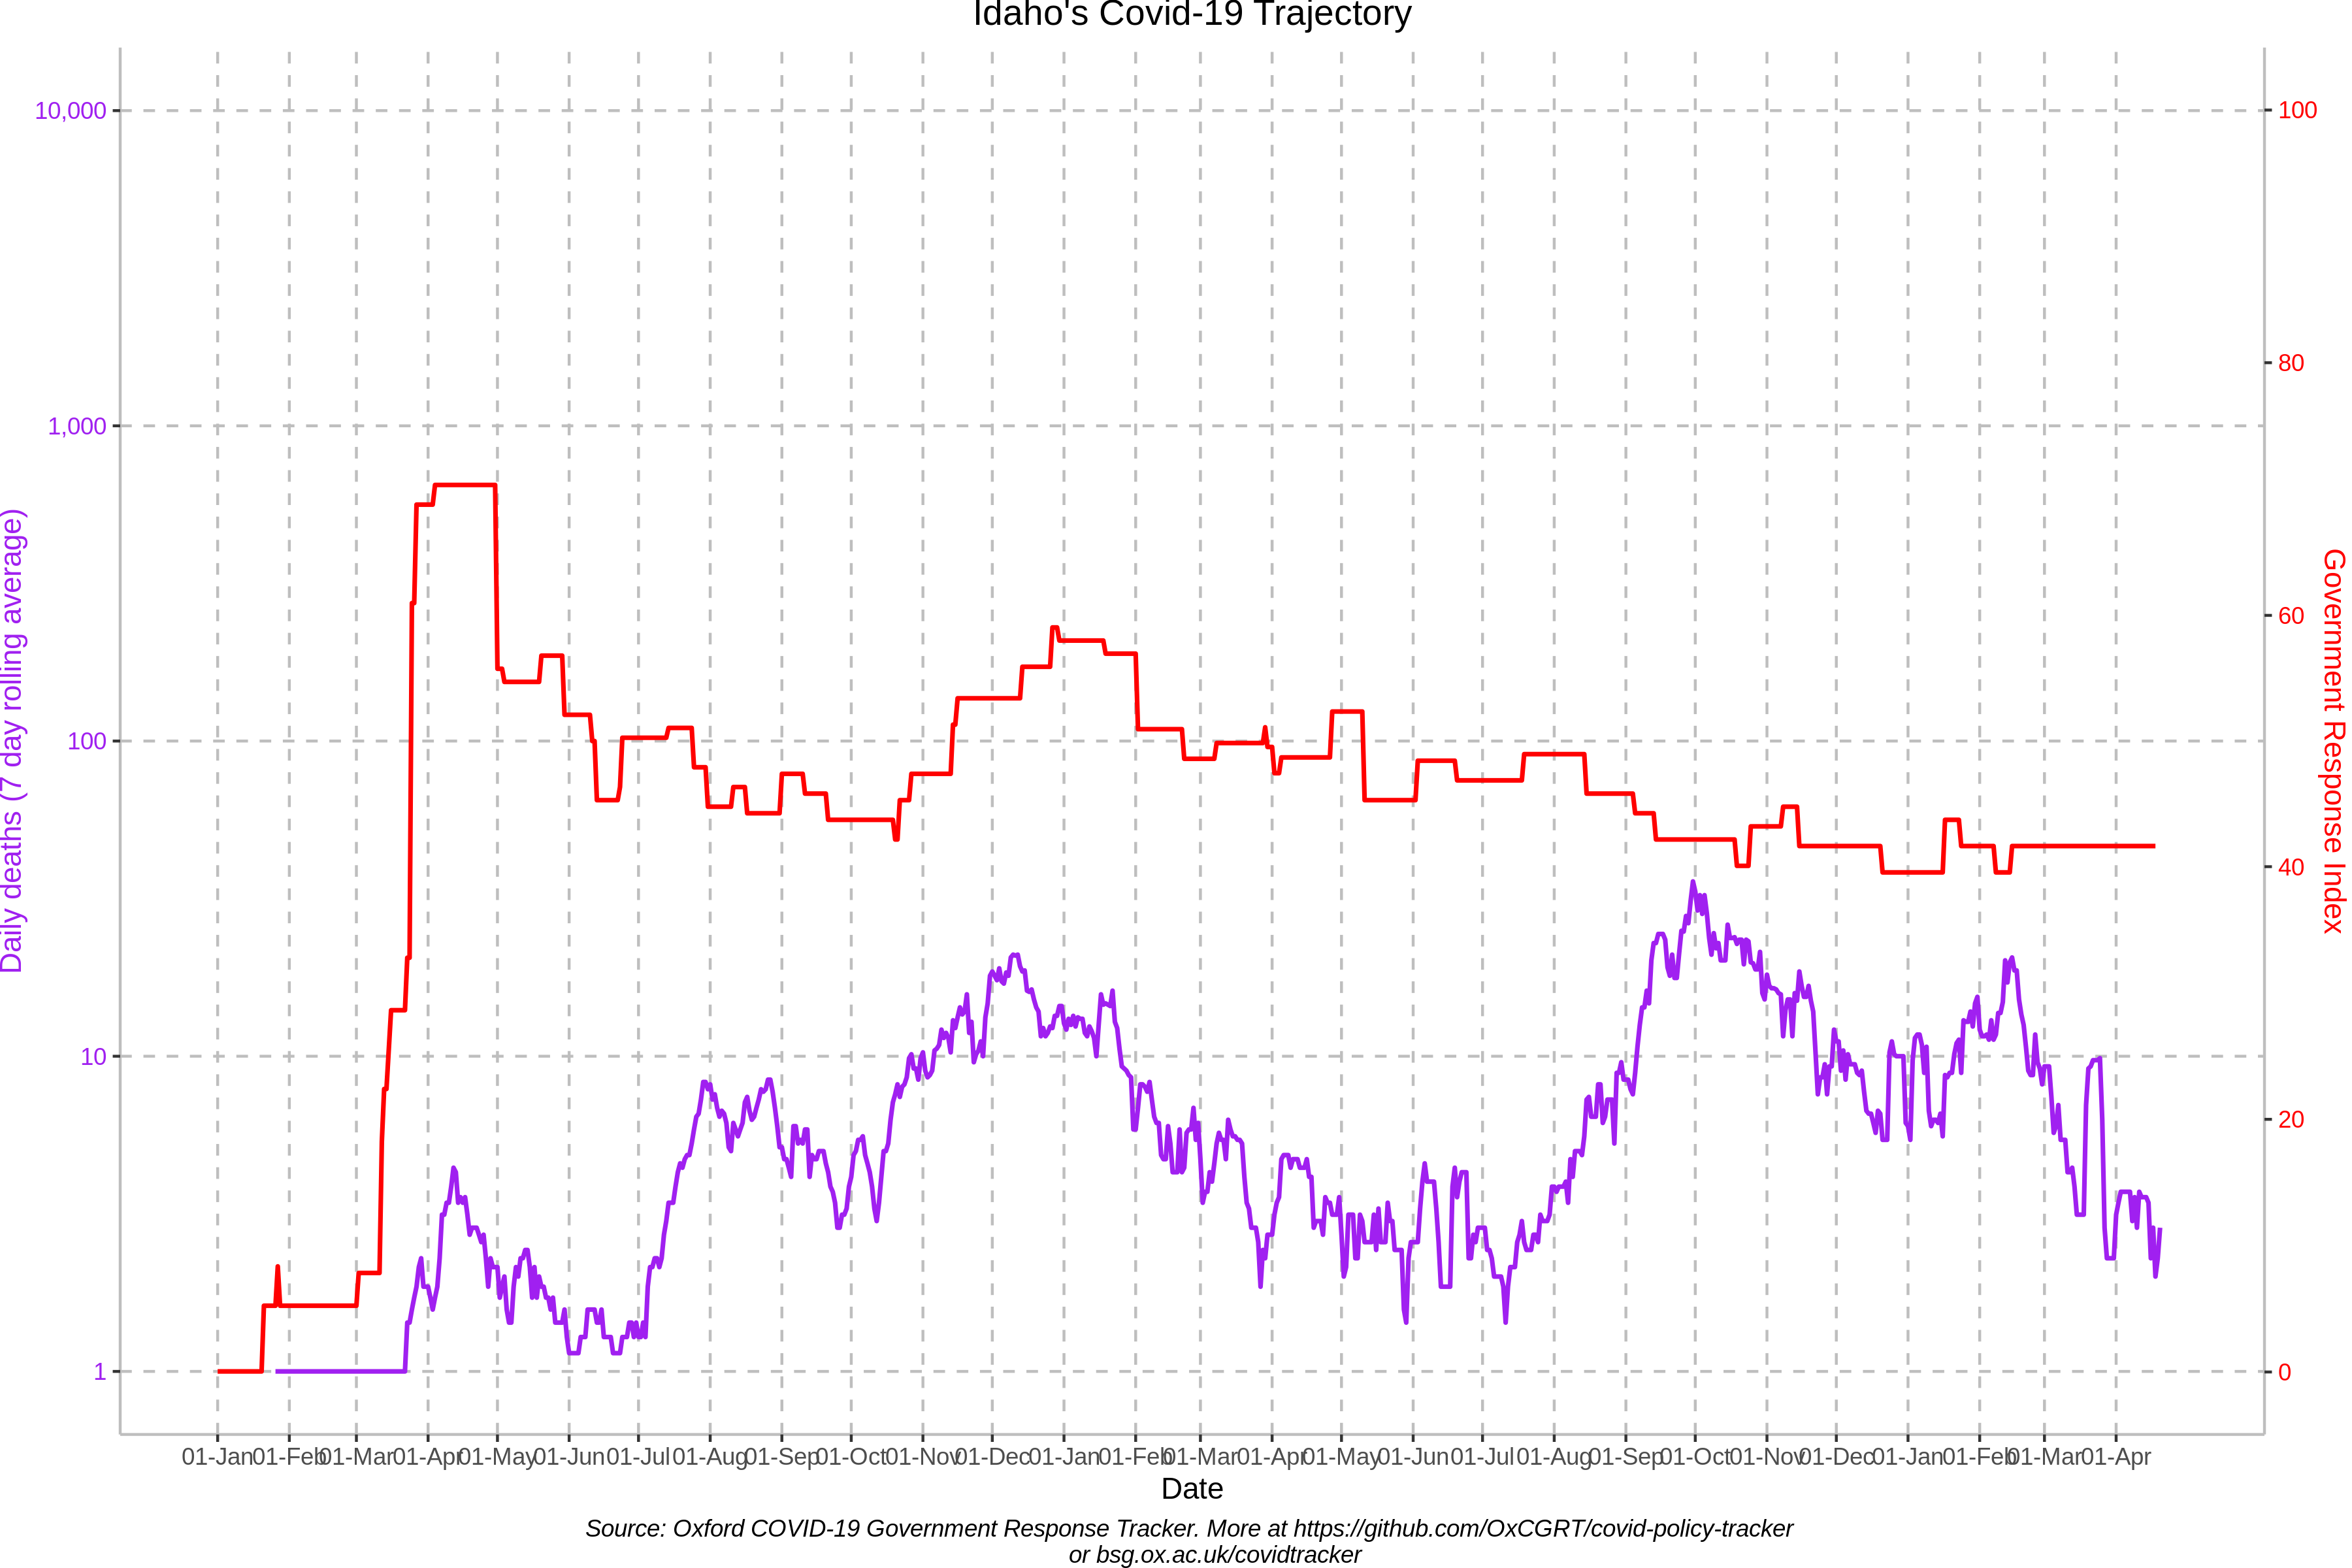 Idaho's Covid-19 Trajectory
10,000
1,000
100
10
1
Daily deaths (7 day rolling average)
100
80
60
40
20
0
Government Response Index
01-Jan 01-Feb 01-Mar 01-Apr 01-May 01-Jun 01-Jul 01-Aug 01-Sep 01-Oct 01-Nov 01-Dec 01-Jan 01-Feb 01-Mar 01-Apr 01-May 01-Jun 01-Jul 01-Aug 01-Sep 01-Oct 01-Nov 01-Dec 01-Jan 01-Feb 01-Mar 01-Apr
Date
Source: Oxford COVID-19 Government Response Tracker. More at https://github.com/OxCGRT/covid-policy-tracker
or bsg.ox.ac.uk/covidtracker